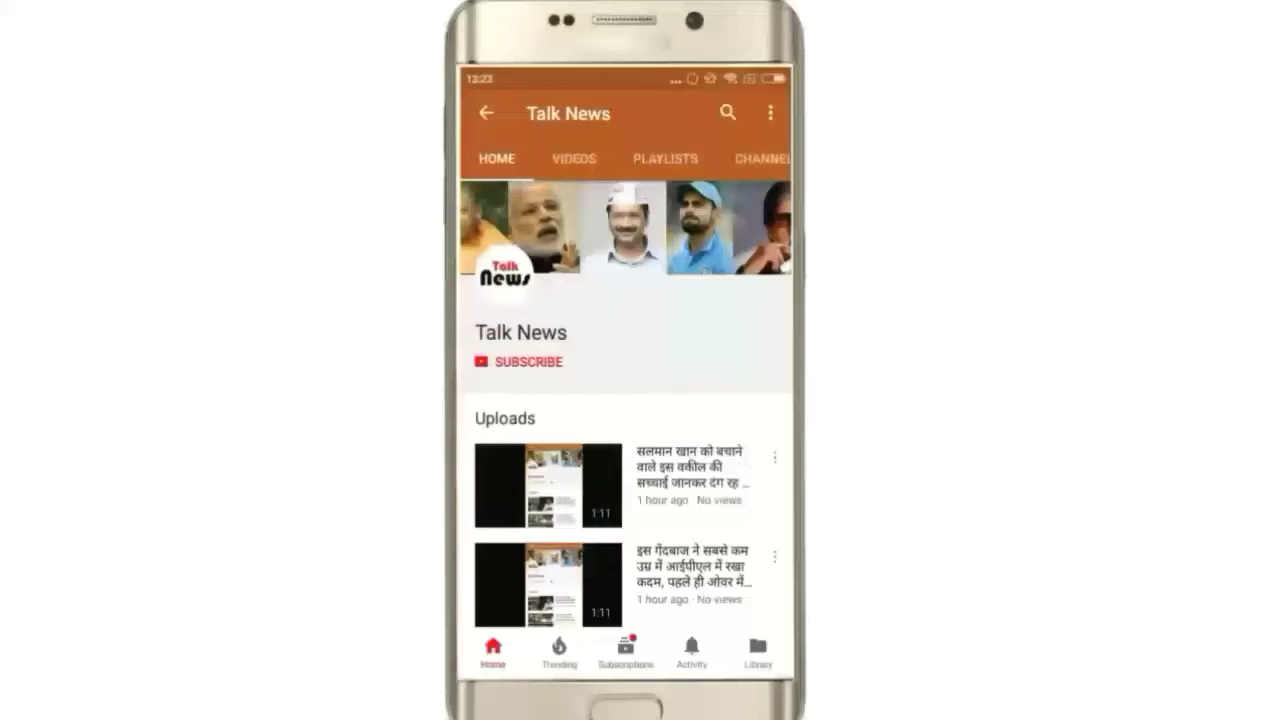 12:23
Talk News
HOME VIDEOS PLAYLISTS CHANNEL
Talk
News
Talk News
SUBSCRIBE
Uploads
सलमान खान को बचाने
वाले इस वकील की
सच्चाई जानकर दंग रह ...
1 hour ago · No views
1:11
इस गेंदबाज ने सबसे कम
उम्र में आईपीएल में रखा
कदम, पहले ही ओवर में...
1 hour ago · No views
1:11
Home Trending Subscriptions Activity Library